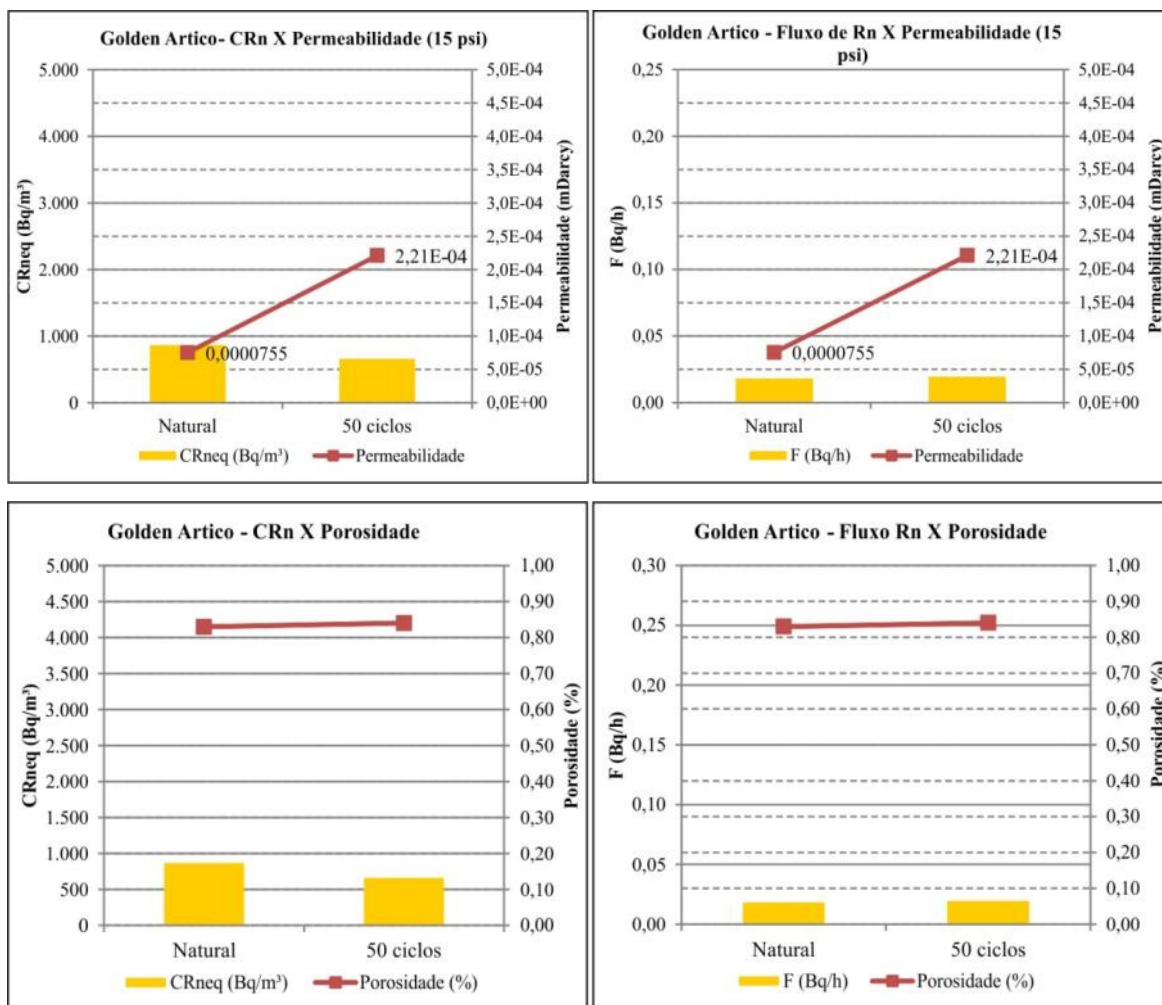 Golden Artico- CRn X Permeabilidade (15 psi)
CRneq (Bq/m³)
5.000
4.000
3.000
2.000
1.000
0
5,0E-04
4,5E-04
4,0E-04
3,5E-04
3,0E-04
2,5E-04
2,0E-04
1,5E-04
1,0E-04
5,0E-05
0,0E+00
Permeabilidade (mDarcy)
2,21E-04
0,0000755
Natural 50 ciclos
CRneq (Bq/m³) Permeabilidade
Golden Artico - Fluxo de Rn X Permeabilidade (15
psi)
F (Bq/h)
0,25
0,20
0,15
0,10
0,05
0,00
5,0E-04
4,5E-04
4,0E-04
3,5E-04
3,0E-04
2,5E-04
2,0E-04
1,5E-04
1,0E-04
5,0E-05
0,0E+00
Permeabilidade (mDarcy)
2,21E-04
0,0000755
Natural 50 ciclos
F (Bq/h) Permeabilidade
Golden Artico - CRn X Porosidade
CRneq (Bq/m³)
5.000
4.500
4.000
3.500
3.000
2.500
2.000
1.500
1.000
500
0
1,00
0,90
0,80
0,70
0,60
0,50
0,40
0,30
0,20
0,10
0,00
Porosidade (%)
Natural 50 ciclos
CRneq (Bq/m³) Porosidade (%)
Golden Artico - Fluxo Rn X Porosidade
F (Bq/h)
0,30
0,25
0,20
0,15
0,10
0,05
0,00
1,00
0,90
0,80
0,70
0,60
0,50
0,40
0,30
0,20
0,10
0,00
Porosidade (%)
Natural 50 ciclos
F (Bq/h) Porosidade (%)